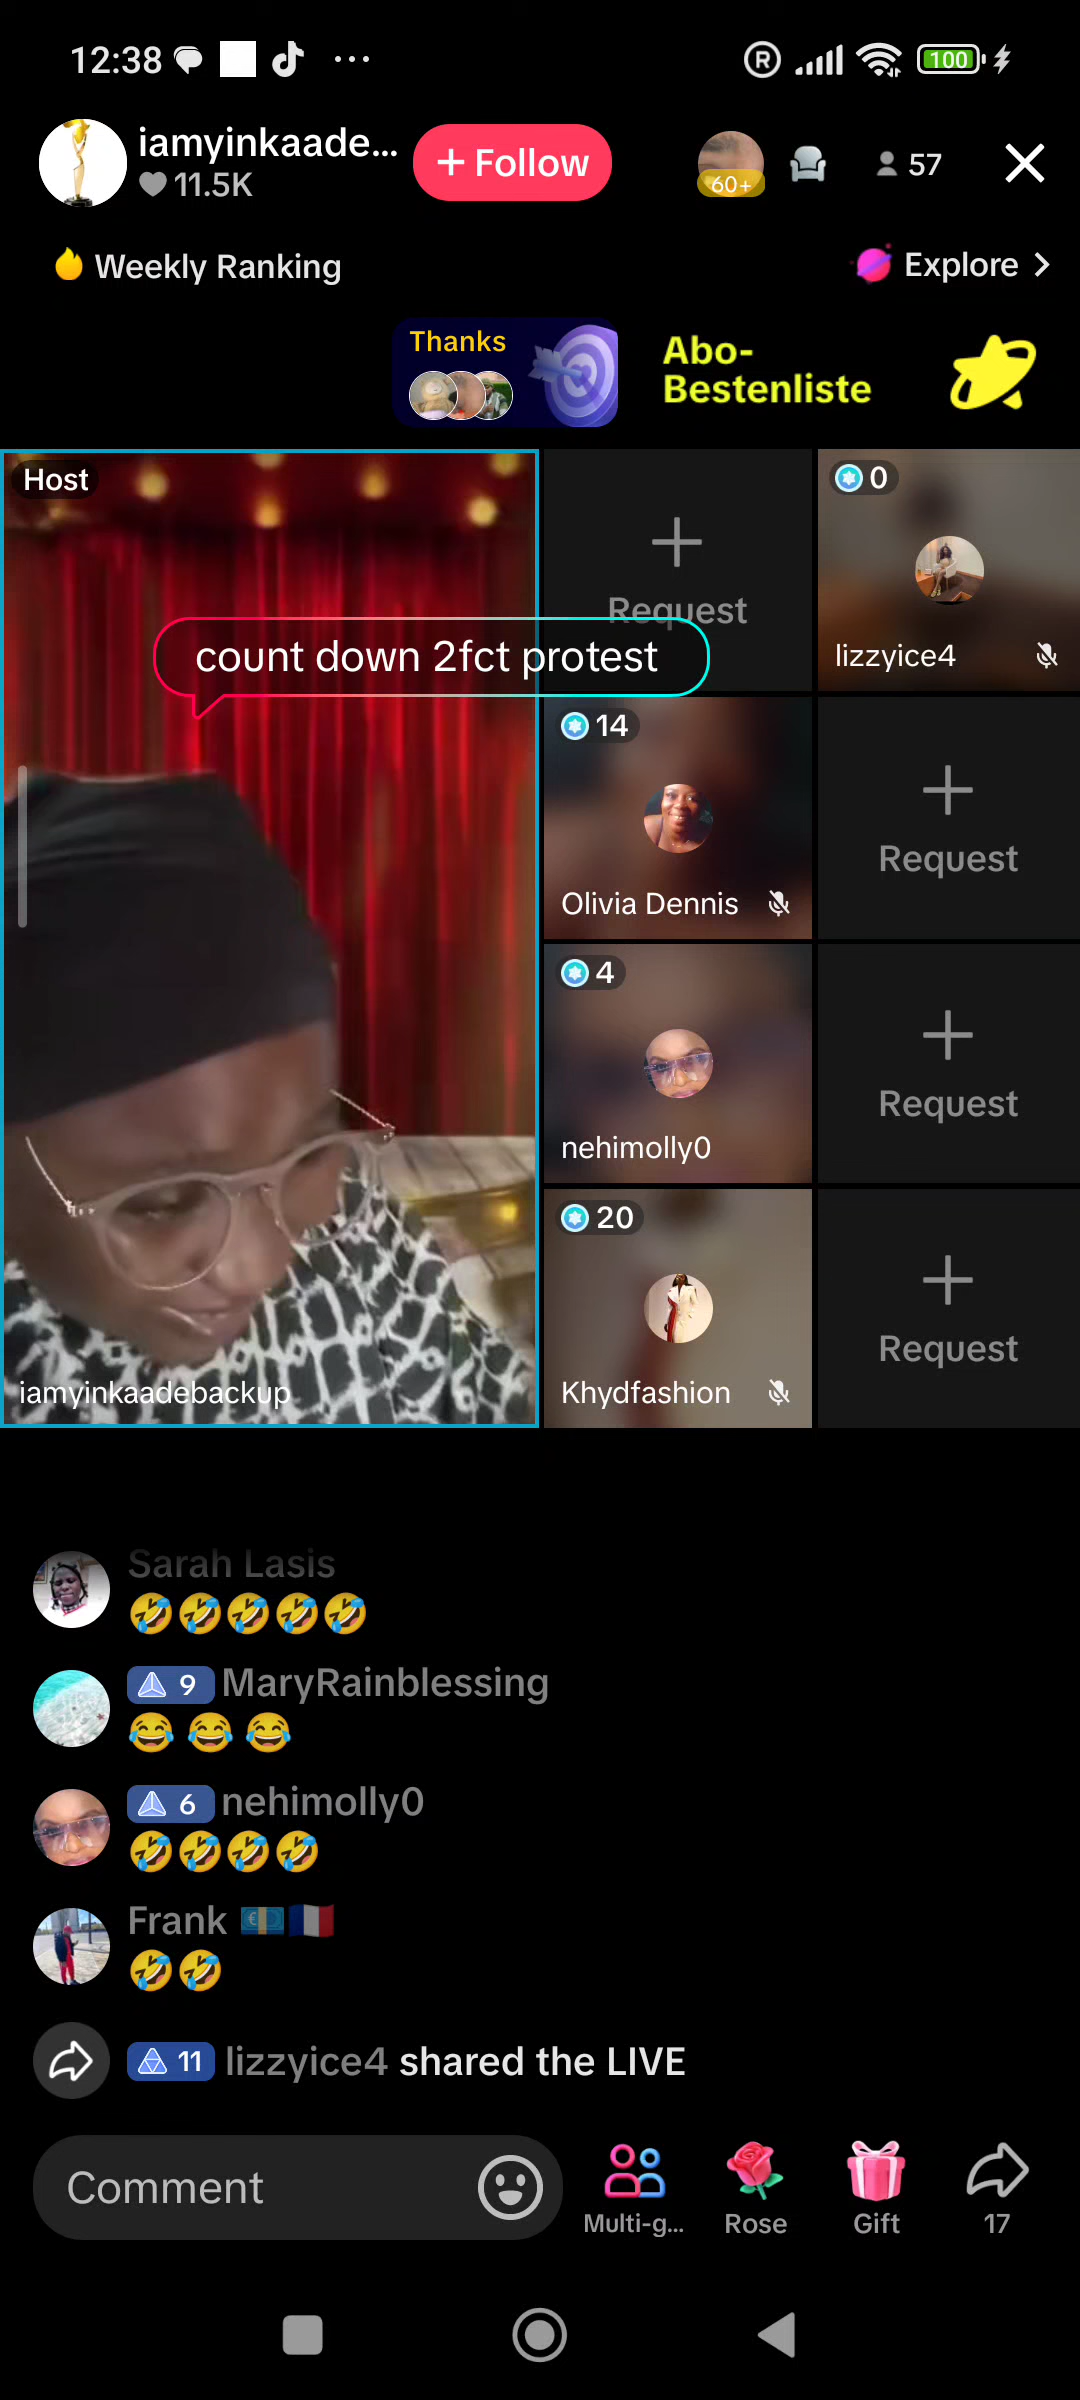 12:38
R
100
iamyinkaade...
11.5K
+ Follow
60+
57
Weekly Ranking
Explore
Thanks
Abo-
Bestenliste
Host
Request
0
lizzyice4
count down 2fct protest
14
Olivia Dennis
Request
4
nehimolly0
Request
20
Khydfashion
Request
iamyinkaadebackup
Sarah Lasis
🤣🤣🤣🤣🤣
9 MaryRainblessing
😂 😂 😂
6 nehimolly0
🤣🤣🤣🤣
Frank 💶🇫🇷
🤣🤣
11 lizzyice4 shared the LIVE
Comment
Multi-g...
Rose
Gift
17